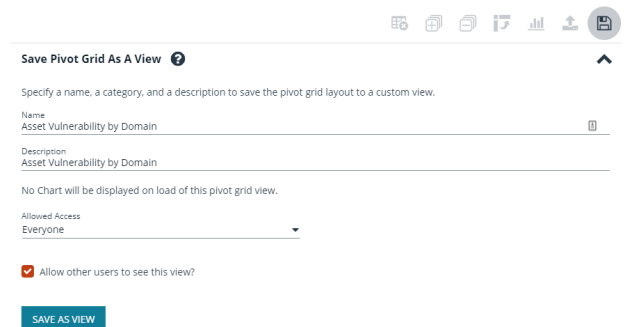 Save Pivot Grid As A View ?
Specify a name, a category, and a description to save the pivot grid layout to a custom view.
Name
Asset Vulnerability by Domain
Description
Asset Vulnerability by Domain
No Chart will be displayed on load of this pivot grid view.
Allowed Access
Everyone
Allow other users to see this view?
SAVE AS VIEW